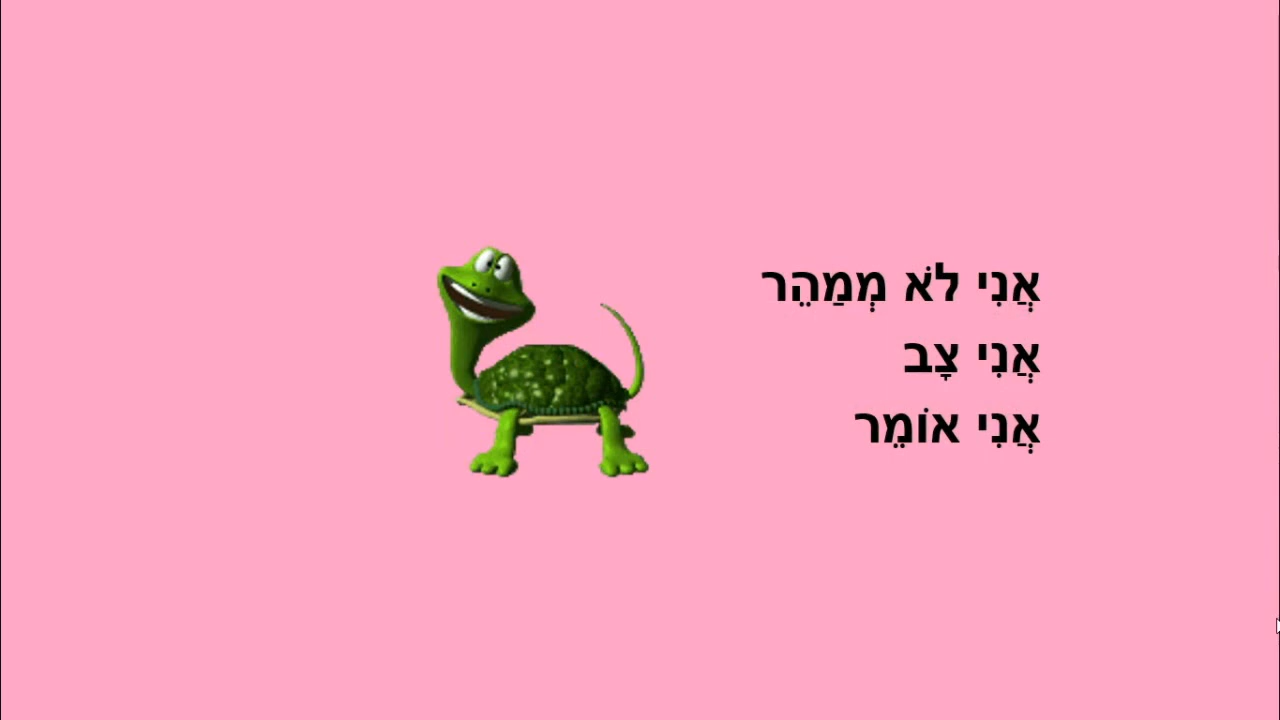 אֲנִי לֹא מְמַהֵר
אֲנִי צָב
אֲנִי אוֹמֵר